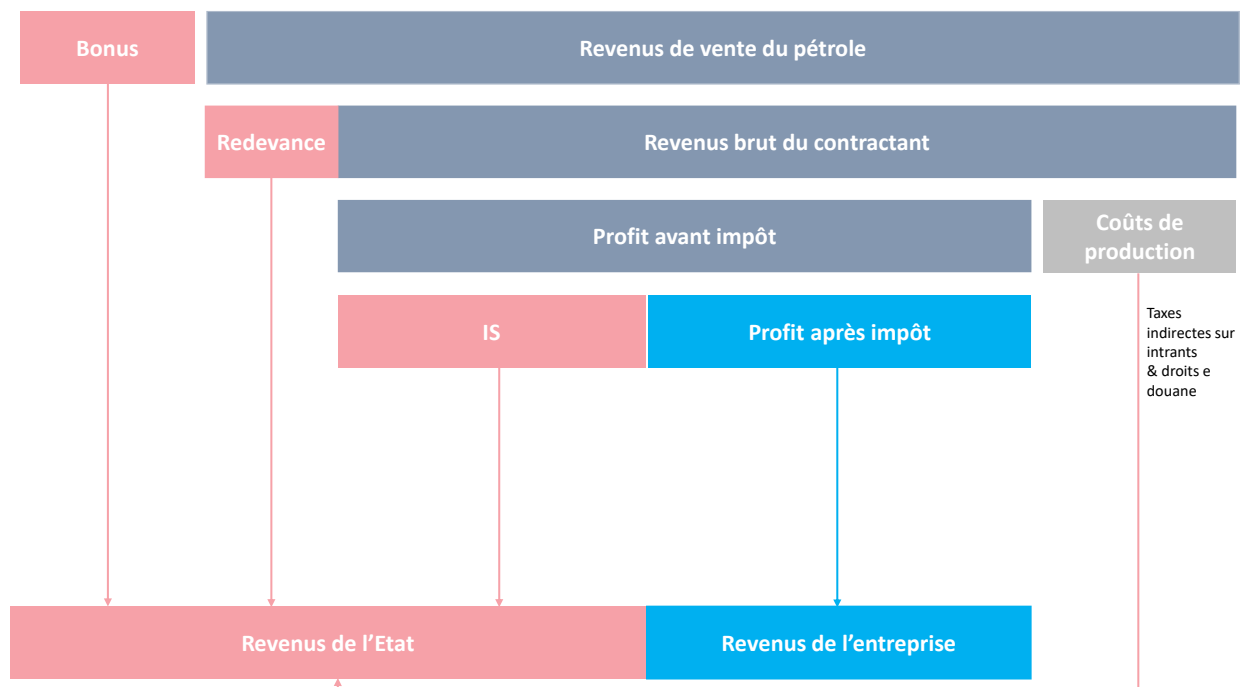 Bonus
Revenus de vente du pétrole
Redevance
Revenus brut du contractant
Profit avant impôt
Coûts de
production
IS
Profit après impôt
Taxes
indirectes sur
intrants
& droits e
douane
Revenus de l’Etat
Revenus de l’entreprise